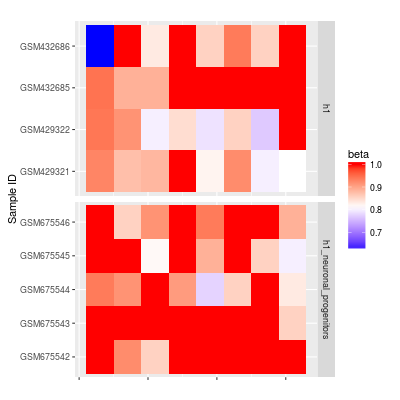 GSM432686
GSM432685
GSM429322
GSM429321
h1
GSM675546
GSM675545
GSM675544
GSM675543
GSM675542
h1_neuronal_progenitors
Sample ID
beta
1.0
0.9
0.8
0.7